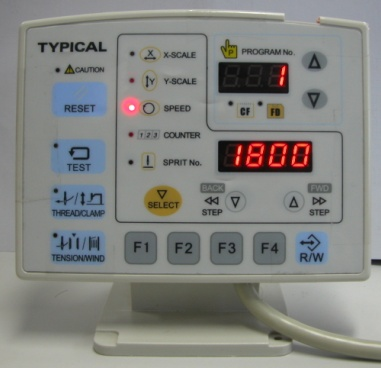 TYPICAL
CAUTION
RESET
TEST
THREAD/CLAMP
TENSION/WIND
X-SCALE
Y-SCALE
SPEED
123 COUNTER
SPRIT No.
SELECT
P PROGRAM No.
1
CF FD
1800
BACK FWD
STEP STEP
F1 F2 F3 F4 R/W